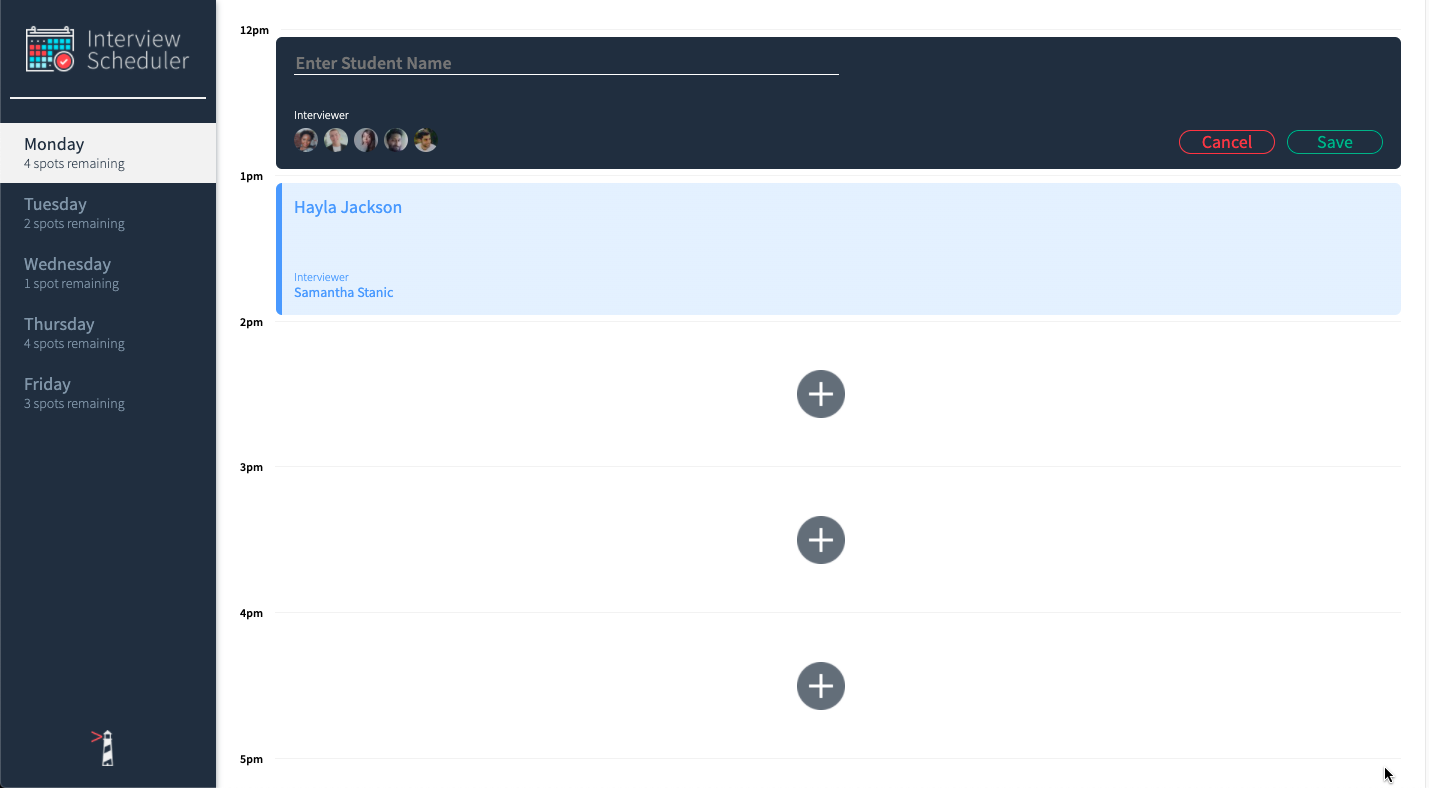 Interview
Scheduler
Monday
4 spots remaining
Tuesday
2 spots remaining
Wednesday
1 spot remaining
Thursday
4 spots remaining
Friday
3 spots remaining
12pm
Enter Student Name
Interviewer
Cancel
Save
1pm
Hayla Jackson
Interviewer
Samantha Stanic
2pm
3pm
4pm
5pm